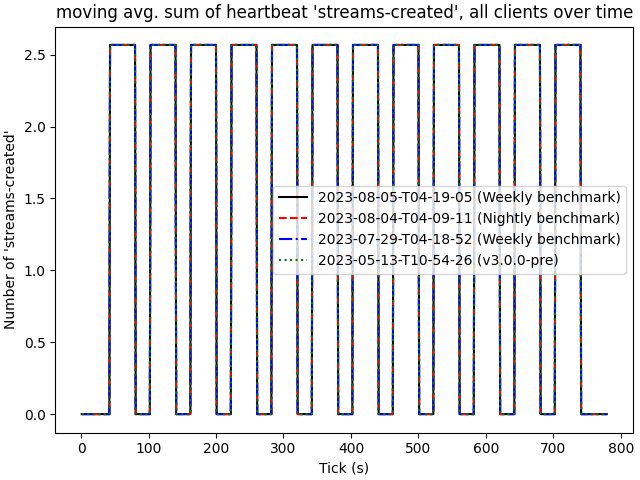 moving avg. sum of heartbeat 'streams-created', all clients over time
2.5
2.0
1.5
1.0
0.5
0.0
Number of 'streams-created'
2023-08-05-T04-19-05 (Weekly benchmark)
2023-08-04-T04-09-11 (Nightly benchmark)
2023-07-29-T04-18-52 (Weekly benchmark)
2023-05-13-T10-54-26 (v3.0.0-pre)
0 100 200 300 400 500 600 700 800
Tick (s)